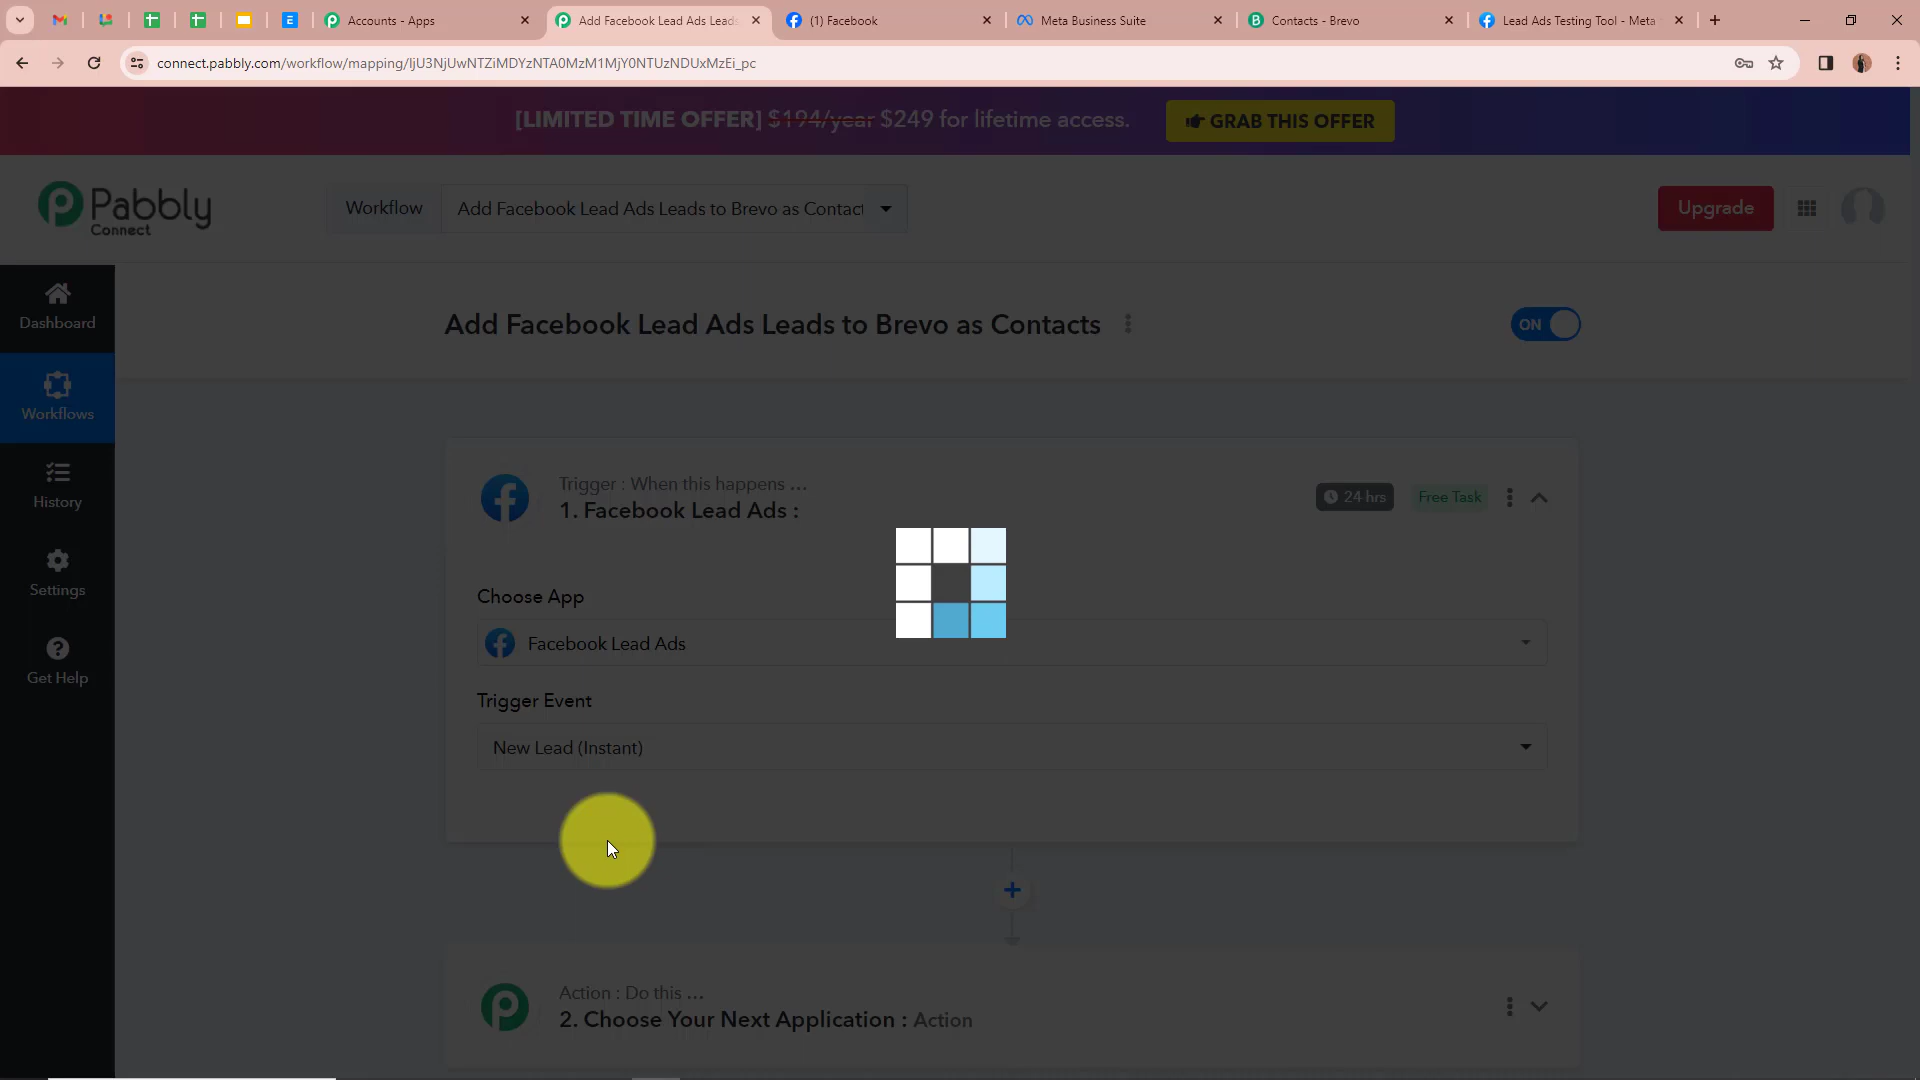 Accounts - Apps
Add Facebook Lead Ads Leads
(1) Facebook
Meta Business Suite
Contacts - Brevo
Lead Ads Testing Tool - Meta
connect.pabbly.com/workflow/mapping/IjU3NjUwNTZiMDYzNTA0MzM1MjY0NTUzNDUxMzEi_pc
[LIMITED TIME OFFER] $194/year $249 for lifetime access.
GRAB THIS OFFER
Pabbly
Connect
Workflow
Add Facebook Lead Ads Leads to Brevo as Contact
Upgrade
Dashboard
Workflows
History
Settings
Get Help
Add Facebook Lead Ads Leads to Brevo as Contacts
ON
Trigger : When this happens ...
1. Facebook Lead Ads :
24 hrs
Free Task
Choose App
Facebook Lead Ads
Trigger Event
New Lead (Instant)
Action : Do this ...
2. Choose Your Next Application : Action